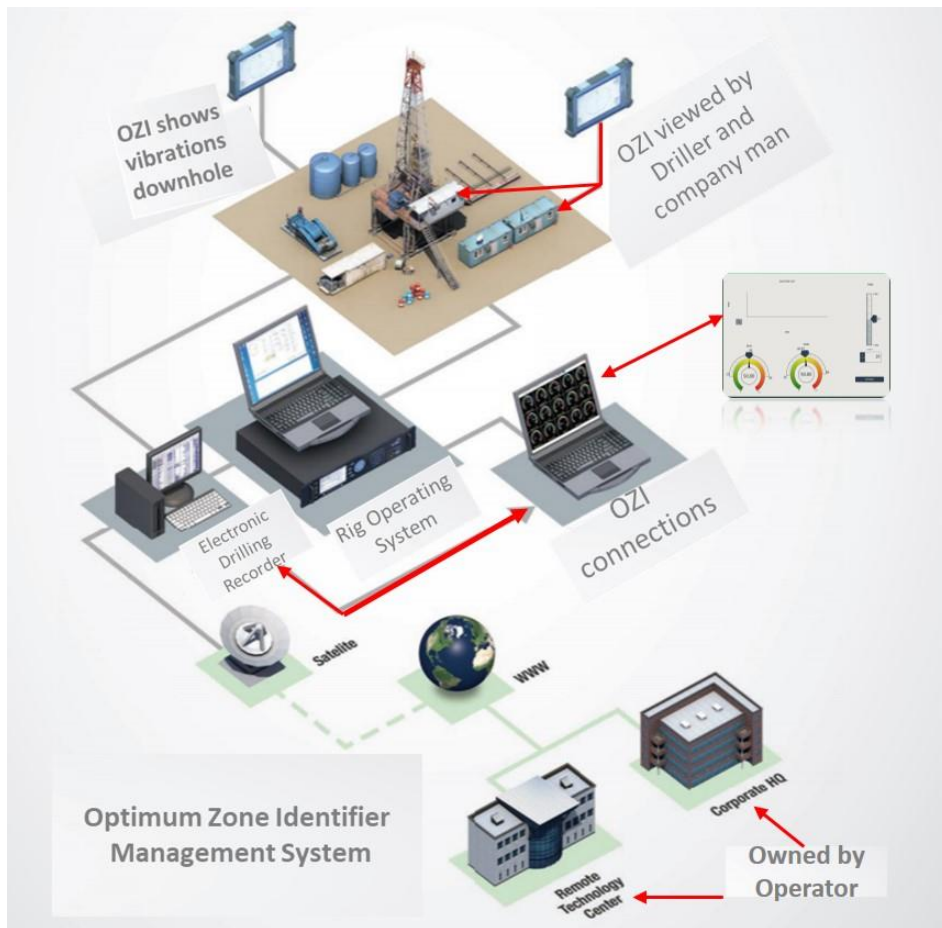 OZI shows
vibrations
downhole
OZI viewed by
Driller and
company man
Electronic
Drilling
Recorder
Rig Operating
System
OZI
connections
Satelite
WWW
Corporate HQ
Remote
Technology
Center
Optimum Zone Identifier
Management System
Owned by
Operator